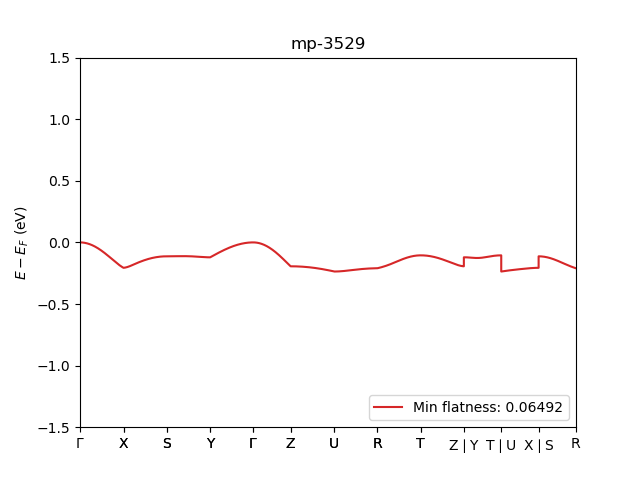 mp-3529
1.5
1.0
0.5
0.0
−0.5
−1.0
−1.5
E − E_F (eV)
Min flatness: 0.06492
Γ X S Y Γ Z U R T Z | Y T | U X | S R